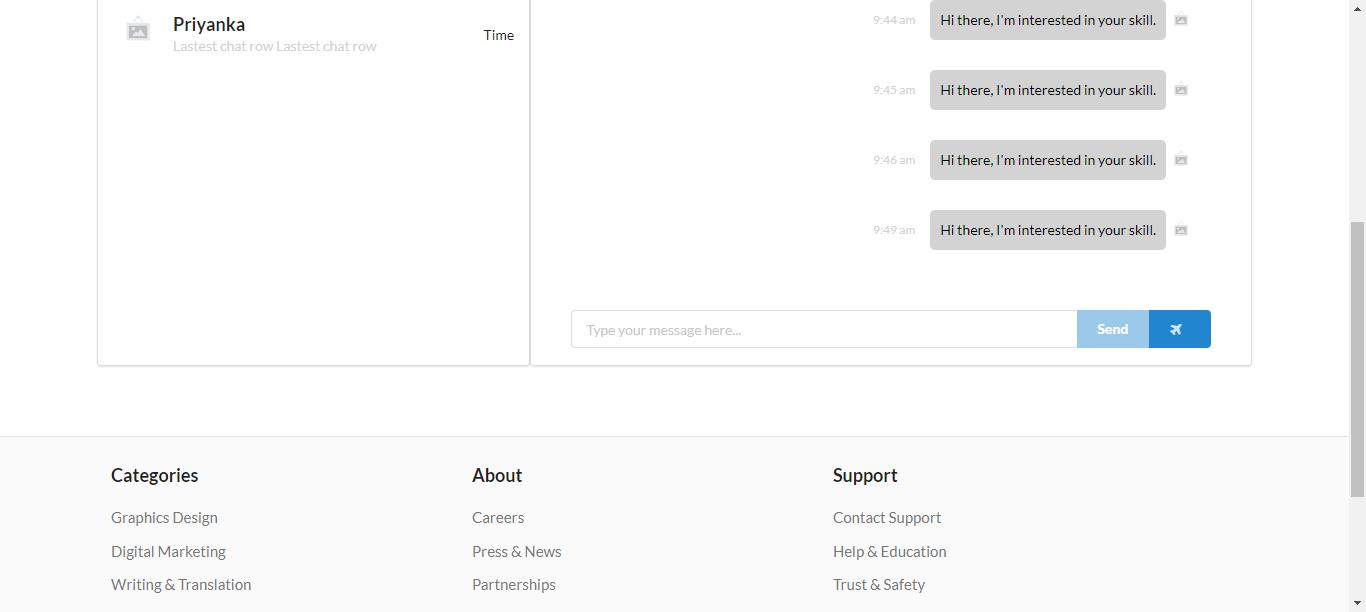 Priyanka
Lastest chat row Lastest chat row
Time
9:44 am Hi there, I'm interested in your skill.
9:45 am Hi there, I'm interested in your skill.
9:46 am Hi there, I'm interested in your skill.
9:49 am Hi there, I'm interested in your skill.
Type your message here... Send
Categories
Graphics Design
Digital Marketing
Writing & Translation
About
Careers
Press & News
Partnerships
Support
Contact Support
Help & Education
Trust & Safety